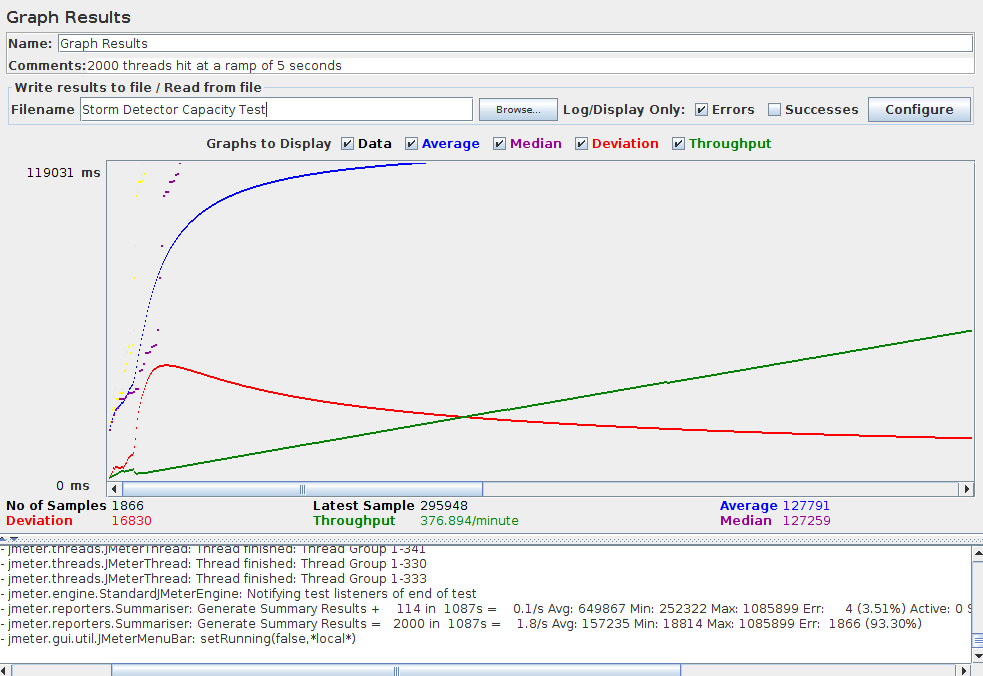 Graph Results
Name: Graph Results
Comments: 2000 threads hit at a ramp of 5 seconds
Write results to file / Read from file
Filename Storm Detector Capacity Test Browse... Log/Display Only: Errors Successes Configure
Graphs to Display Data Average Median Deviation Throughput
119031 ms
0 ms
No of Samples 1866 Latest Sample 295948 Average 127791
Deviation 16830 Throughput 376.894/minute Median 127259
- jmeter.threads.JMeterThread: Thread finished: Thread Group 1-341
- jmeter.threads.JMeterThread: Thread finished: Thread Group 1-330
- jmeter.threads.JMeterThread: Thread finished: Thread Group 1-333
- jmeter.engine.StandardJMeterEngine: Notifying test listeners of end of test
- jmeter.reporters.Summariser: Generate Summary Results + 114 in 1087s = 0.1/s Avg: 649867 Min: 252322 Max: 1085899 Err: 4 (3.51%) Active: 0 S
- jmeter.reporters.Summariser: Generate Summary Results = 2000 in 1087s = 1.8/s Avg: 157235 Min: 18814 Max: 1085899 Err: 1866 (93.30%)
- jmeter.gui.util.JMeterMenuBar: setRunning(false,*local*)